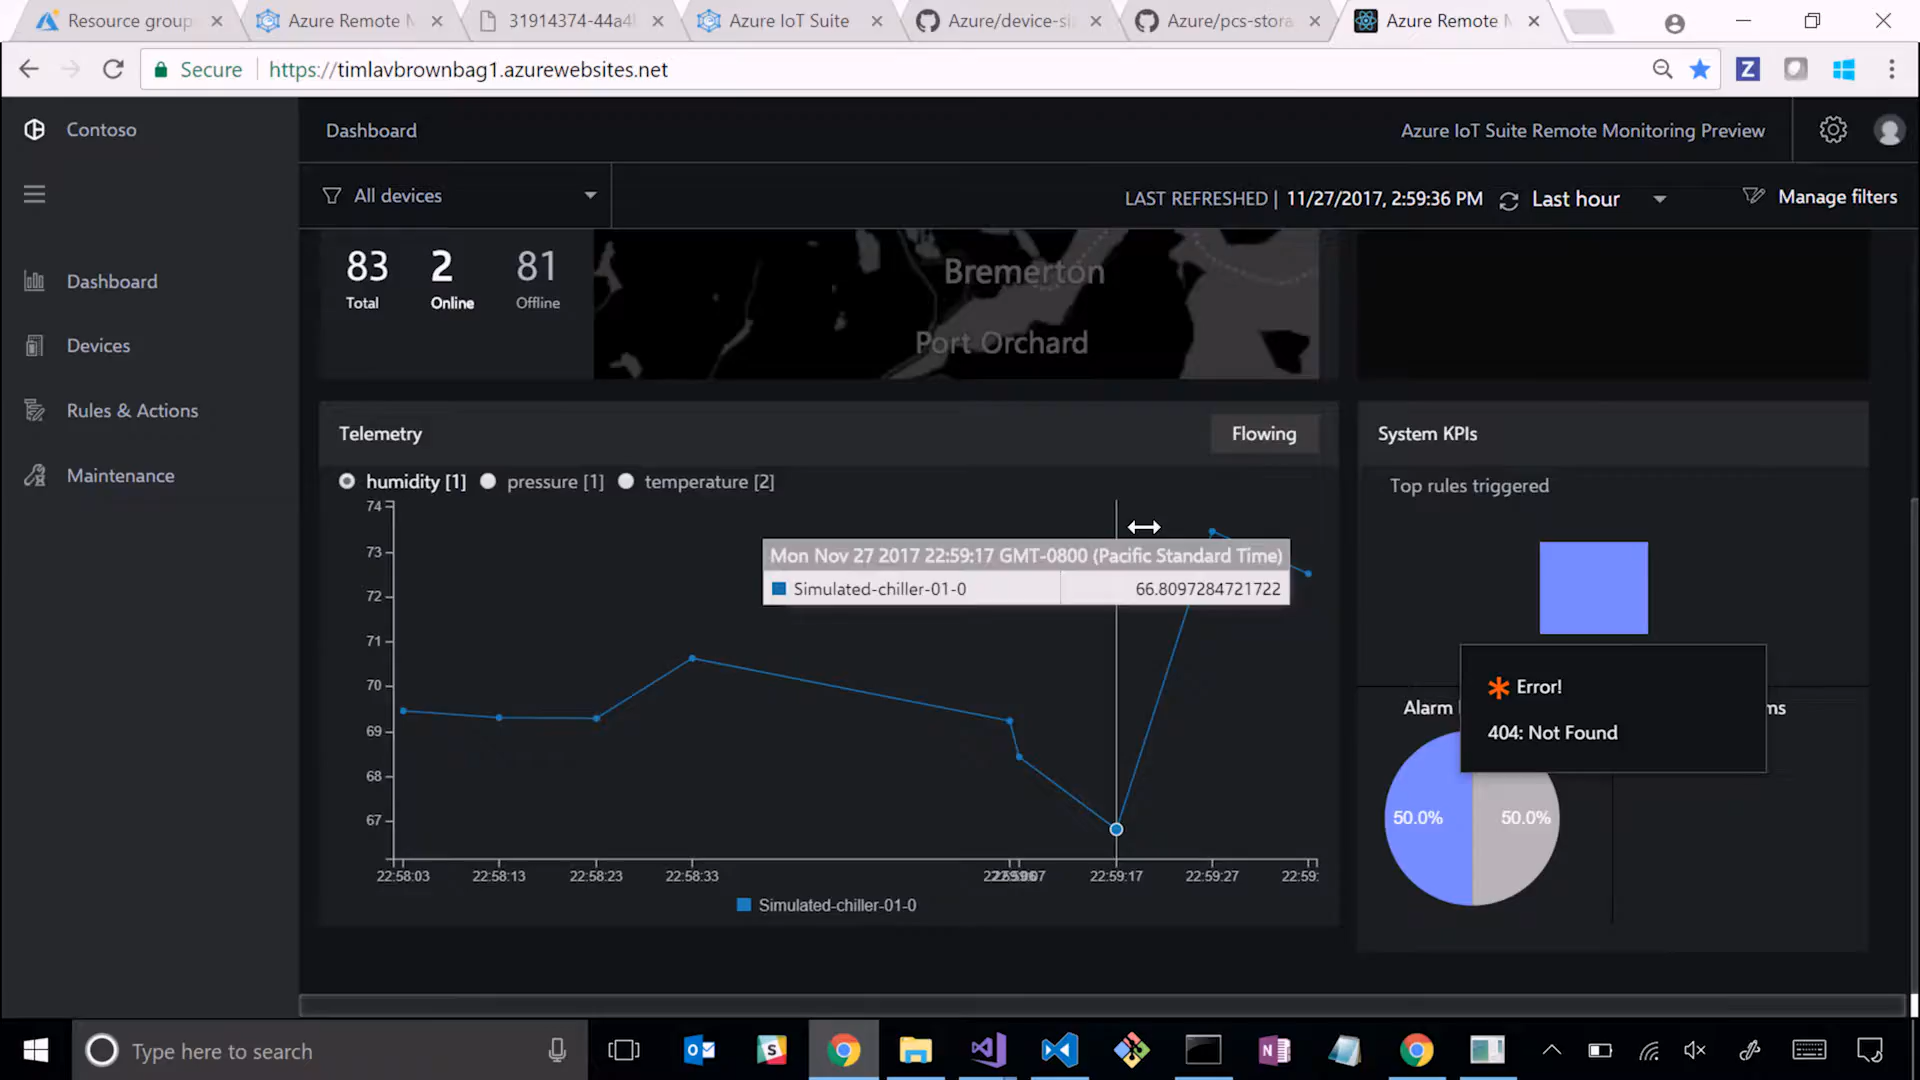 Resource group
Azure Remote M
31914374-44a4
Azure IoT Suite
Azure/device-si
Azure/pcs-stora
Azure Remote M
Secure
https://timlavbrownbag1.azurewebsites.net
Z
Contoso
Dashboard
Azure IoT Suite Remote Monitoring Preview
All devices
LAST REFRESHED | 11/27/2017, 2:59:36 PM
Last hour
Manage filters
Dashboard
Devices
Rules & Actions
Maintenance
83 2 81
Total Online Offline
Bremerton
Port Orchard
Telemetry
Flowing
humidity [1] pressure [1] temperature [2]
74
73
72
71
70
69
68
67
Mon Nov 27 2017 22:59:17 GMT-0800 (Pacific Standard Time)
Simulated-chiller-01-0 66.8097284721722
22:58:03 22:58:13 22:58:23 22:58:33 22:59:17 22:59:27 22:59:
Simulated-chiller-01-0
System KPIs
Top rules triggered
Error!
404: Not Found
Alarm
ms
50.0% 50.0%
Type here to search